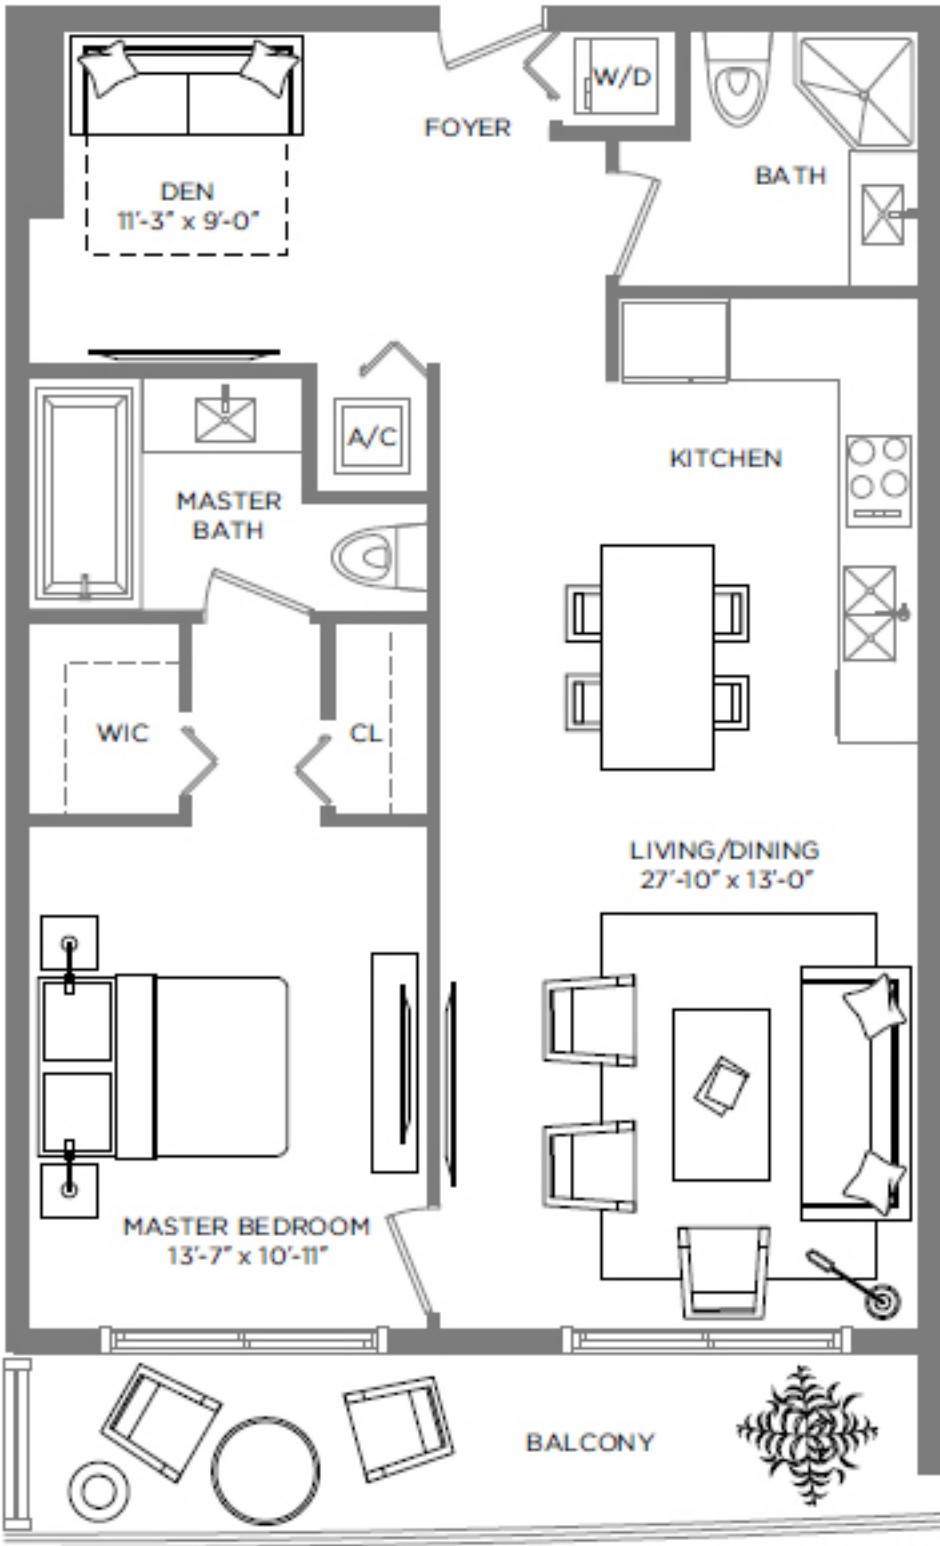 W/D
FOYER
BATH
DEN
11'-3" x 9'-0"
A/C
KITCHEN
MASTER
BATH
WIC
CL
LIVING/DINING
27'-10" x 13'-0"
MASTER BEDROOM
13'-7" x 10'-11"
BALCONY